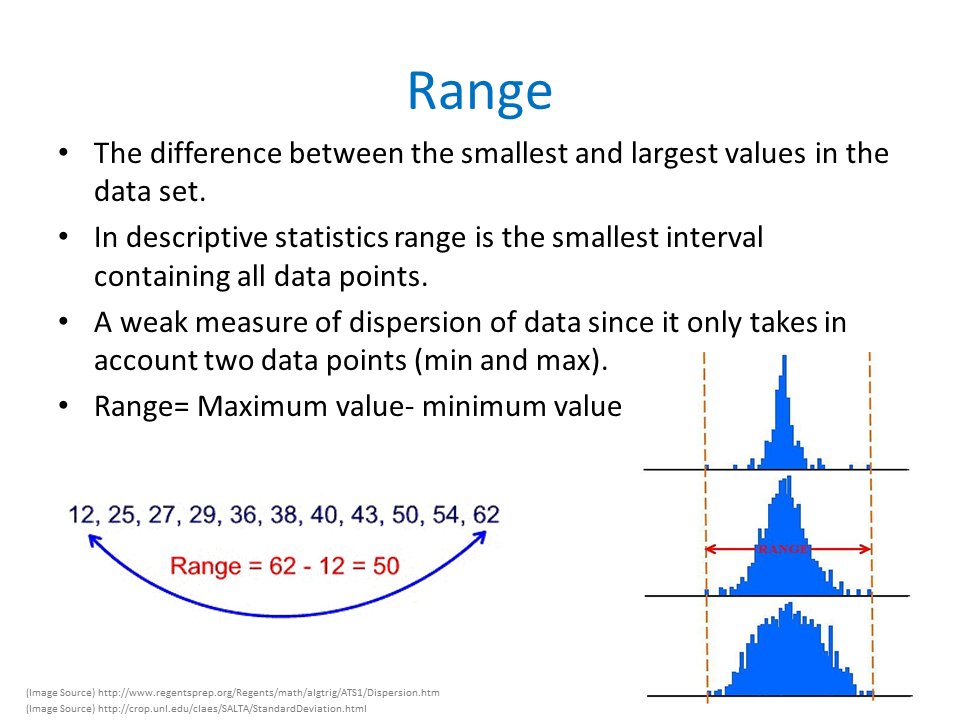 Range
• The difference between the smallest and largest values in the
data set.
• In descriptive statistics range is the smallest interval
containing all data points.
• A weak measure of dispersion of data since it only takes in
account two data points (min and max).
• Range= Maximum value- minimum value
12, 25, 27, 29, 36, 38, 40, 43, 50, 54, 62
Range = 62 - 12 = 50
RANGE
(Image Source) http://www.regentsprep.org/Regents/math/algtrig/ATS1/Dispersion.htm
(Image Source) http://crop.unl.edu/claes/SALTA/StandardDeviation.html